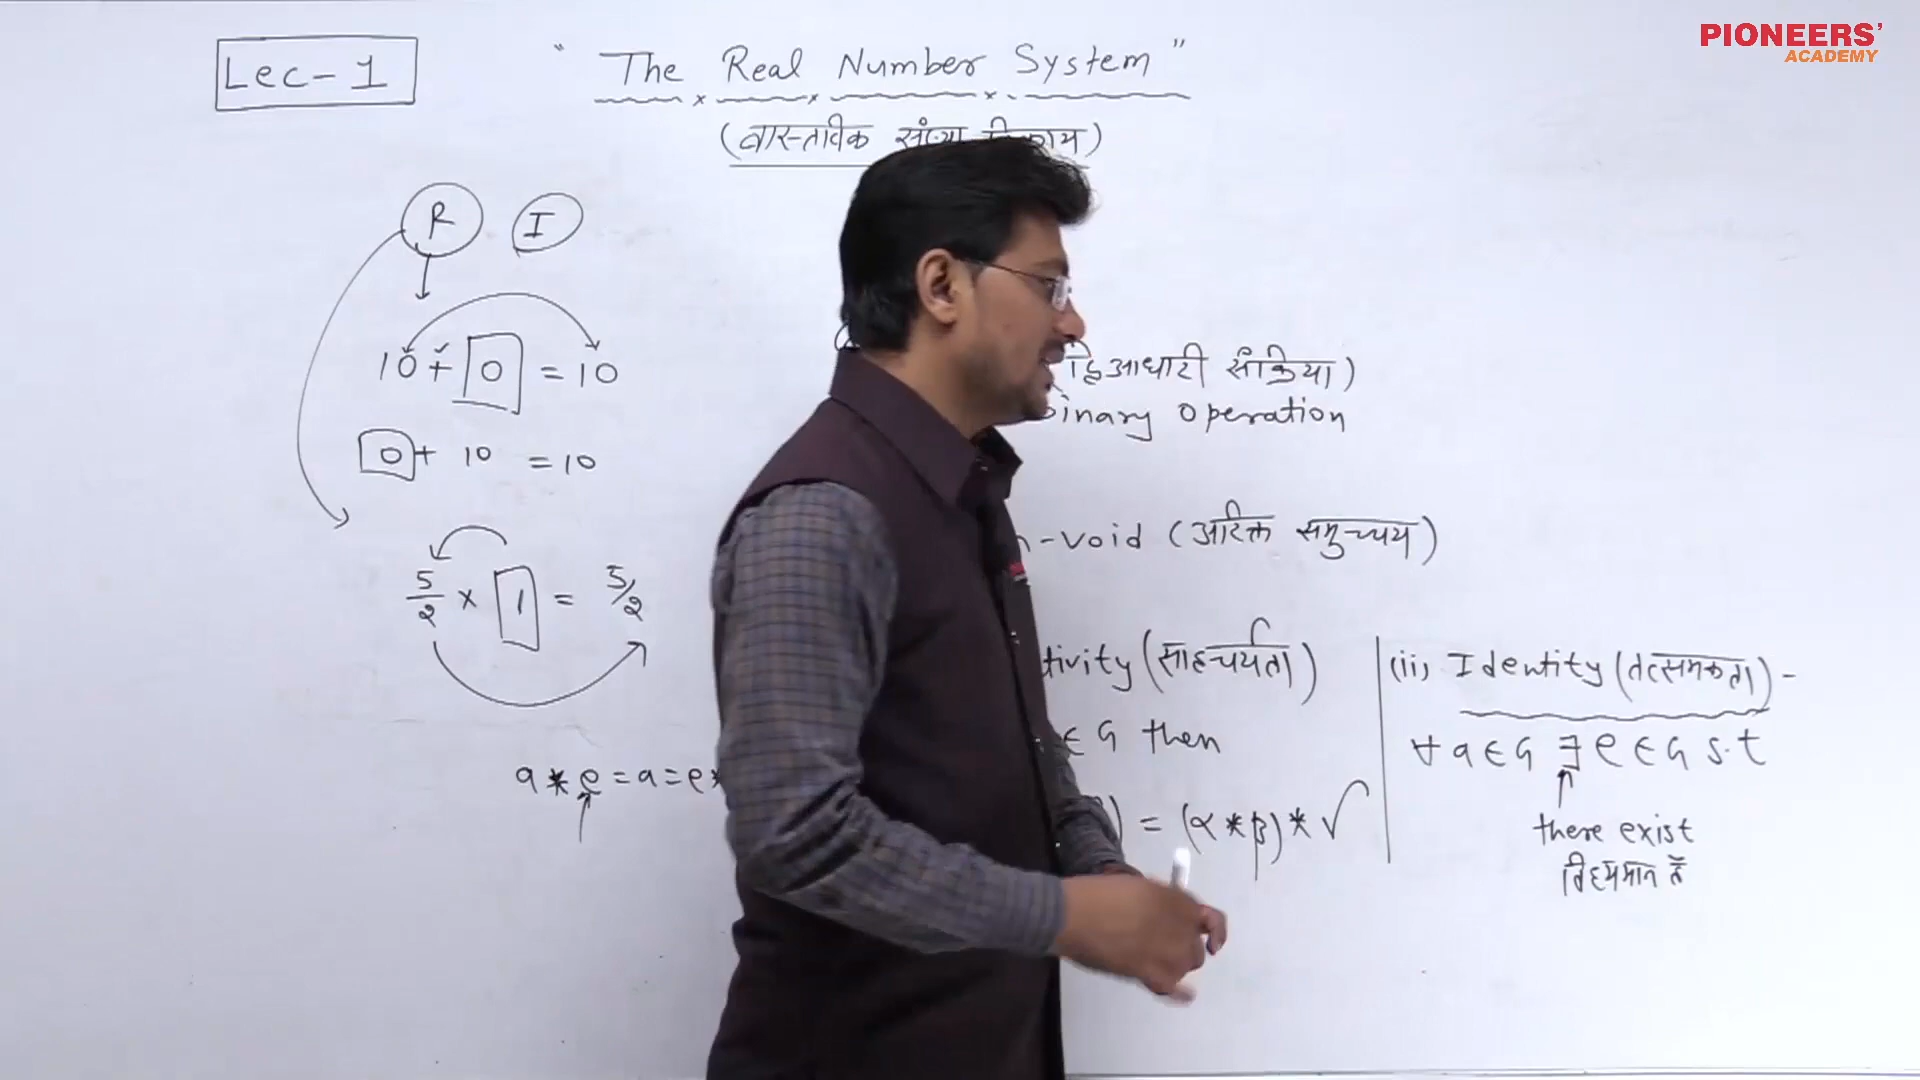 PIONEERS'
ACADEMY
Lec-1
"The Real Number System"
(वास्तविक संख्या
R I
10 + 0 = 10
0 + 10 = 10
5/2 × 1 = 5/2
a * e = a = e *
द्विआधारी संक्रिया)
binary operation
n-void (अरिक्त समुच्चय)
tivity (साहचर्यता)
∈ G then
) = (α * β) * γ
(ii) Identity (तत्समकता) -
∀ a ∈ G ∃ e ∈ G s.t
there exist
विद्यमान है